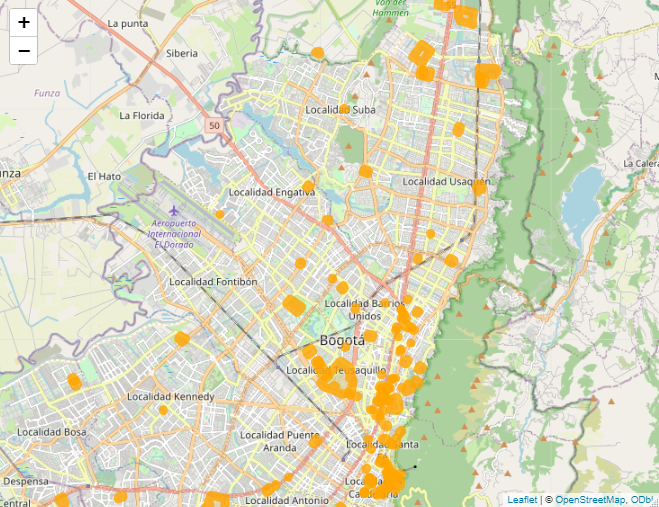 +
−
Van der
Hammen
55
La punta
Siberia
Funza
La Florida
50
Localidad Suba
El Hato
Localidad Engativá
Localidad Usaquén
La Calera
Aeropuerto
Internacional
El Dorado
Localidad Fontibón
Localidad Barrios
Unidos
Bogotá
Localidad Teusaquillo
Localidad Kennedy
Localidad Bosa
Localidad Puente
Aranda
Localidad Santa
Despensa
Localidad Antonio
Candelaria
Central
Leaflet | © OpenStreetMap, ODbL